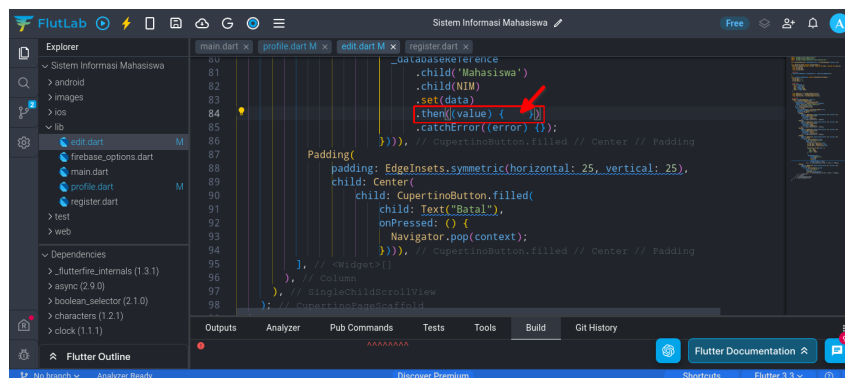 FlutLab
Sistem Informasi Mahasiswa
Free
A
Explorer
main.dart ×
profile.dart M ×
edit.dart M ×
register.dart ×
Sistem Informasi Mahasiswa
> android
> images
> ios
lib
edit.dart M
firebase_options.dart
main.dart
profile.dart M
register.dart
> test
> web
Dependencies
> _flutterfire_internals (1.3.1)
> async (2.9.0)
> boolean_selector (2.1.0)
> characters (1.2.1)
> clock (1.1.1)
Flutter Outline
2
80 _databaseReference
81 .child('Mahasiswa')
82 .child(NIM)
83 .set(data)
84 .then((value) { })
85 .catchError((error) {});
86 }))), // CupertinoButton.filled // Center // Padding
87 Padding(
88 padding: EdgeInsets.symmetric(horizontal: 25, vertical: 25),
89 child: Center(
90 child: CupertinoButton.filled(
91 child: Text("Batal"),
92 onPressed: () {
93 Navigator.pop(context);
94 }))), // CupertinoButton.filled // Center // Padding
95 ], // <Widget>[]
96 ), // Column
97 ), // SingleChildScrollView
98 ); // CupertinoPageScaffold
Outputs
Analyzer
Pub Commands
Tests
Tools
Build
Git History
^^^^^^^^
Flutter Documentation
No branch
Analyzer Ready
Discover Premium
Shortcuts
Flutter 3.3